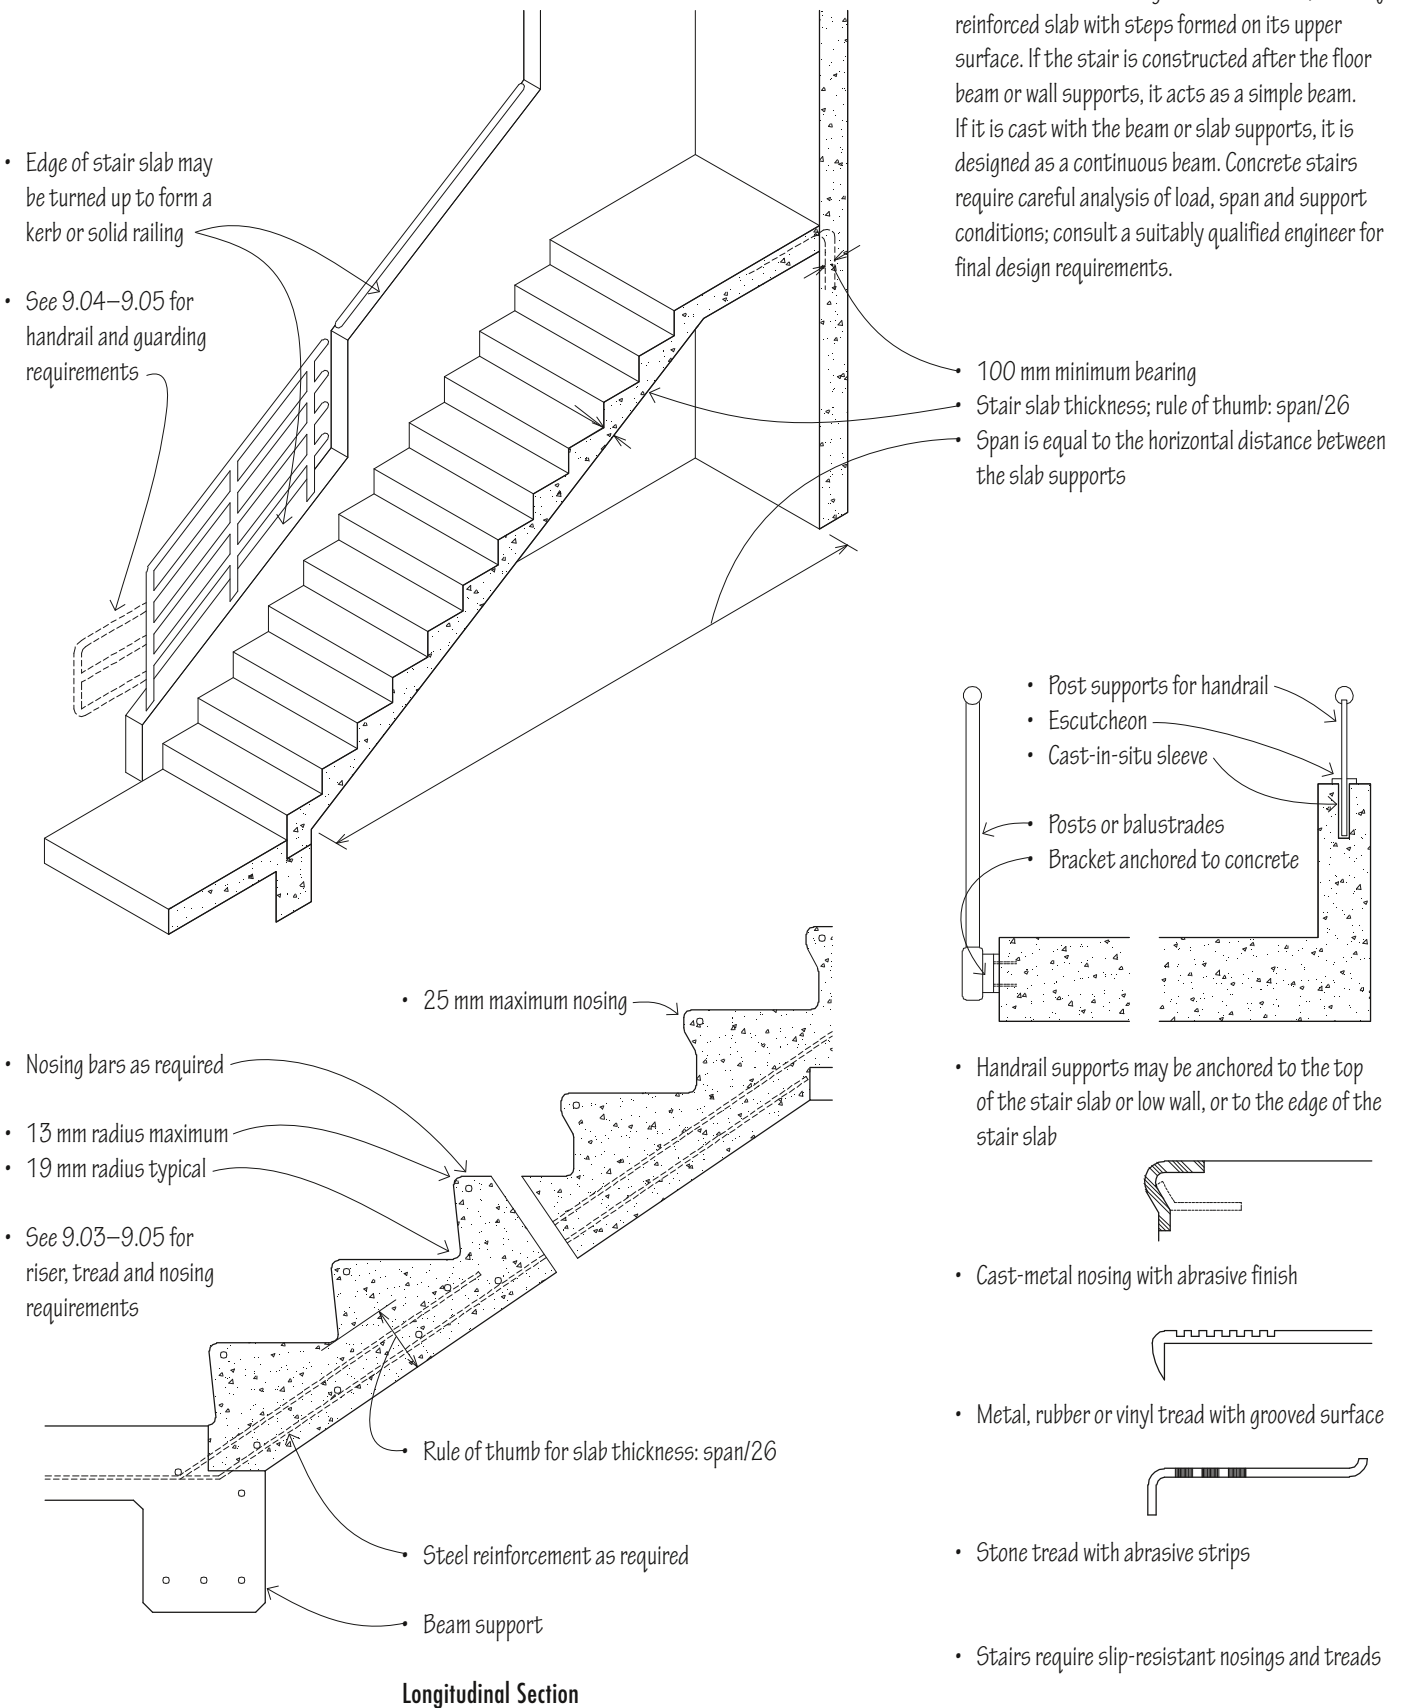 reinforced slab with steps formed on its upper
surface. If the stair is constructed after the floor
beam or wall supports, it acts as a simple beam.
If it is cast with the beam or slab supports, it is
designed as a continuous beam. Concrete stairs
require careful analysis of load, span and support
conditions; consult a suitably qualified engineer for
final design requirements.
• Edge of stair slab may
be turned up to form a
kerb or solid railing
• See 9.04–9.05 for
handrail and guarding
requirements
• 100 mm minimum bearing
• Stair slab thickness; rule of thumb: span/26
• Span is equal to the horizontal distance between
the slab supports
• Post supports for handrail
• Escutcheon
• Cast-in-situ sleeve
• Posts or balustrades
• Bracket anchored to concrete
• Handrail supports may be anchored to the top
of the stair slab or low wall, or to the edge of the
stair slab
• 25 mm maximum nosing
• Nosing bars as required
• 13 mm radius maximum
• 19 mm radius typical
• See 9.03–9.05 for
riser, tread and nosing
requirements
• Rule of thumb for slab thickness: span/26
• Steel reinforcement as required
• Beam support
Longitudinal Section
• Cast-metal nosing with abrasive finish
• Metal, rubber or vinyl tread with grooved surface
• Stone tread with abrasive strips
• Stairs require slip-resistant nosings and treads